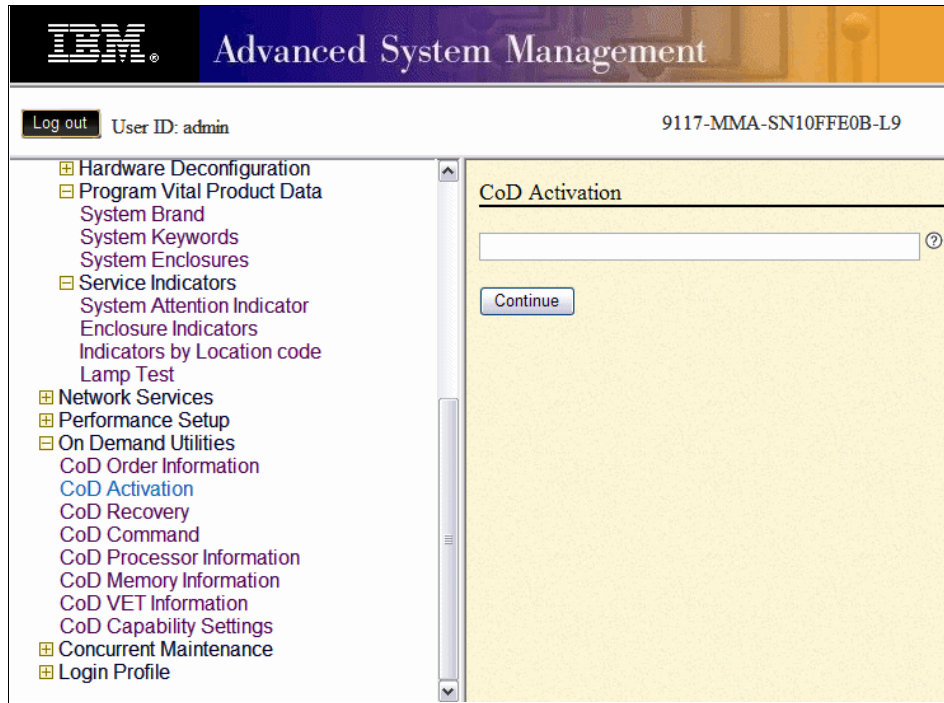 IBM® Advanced System Management
Log out User ID: admin 9117-MMA-SN10FFE0B-L9
Hardware Deconfiguration
Program Vital Product Data
System Brand
System Keywords
System Enclosures
Service Indicators
System Attention Indicator
Enclosure Indicators
Indicators by Location code
Lamp Test
Network Services
Performance Setup
On Demand Utilities
CoD Order Information
CoD Activation
CoD Recovery
CoD Command
CoD Processor Information
CoD Memory Information
CoD VET Information
CoD Capability Settings
Concurrent Maintenance
Login Profile
CoD Activation
?
Continue